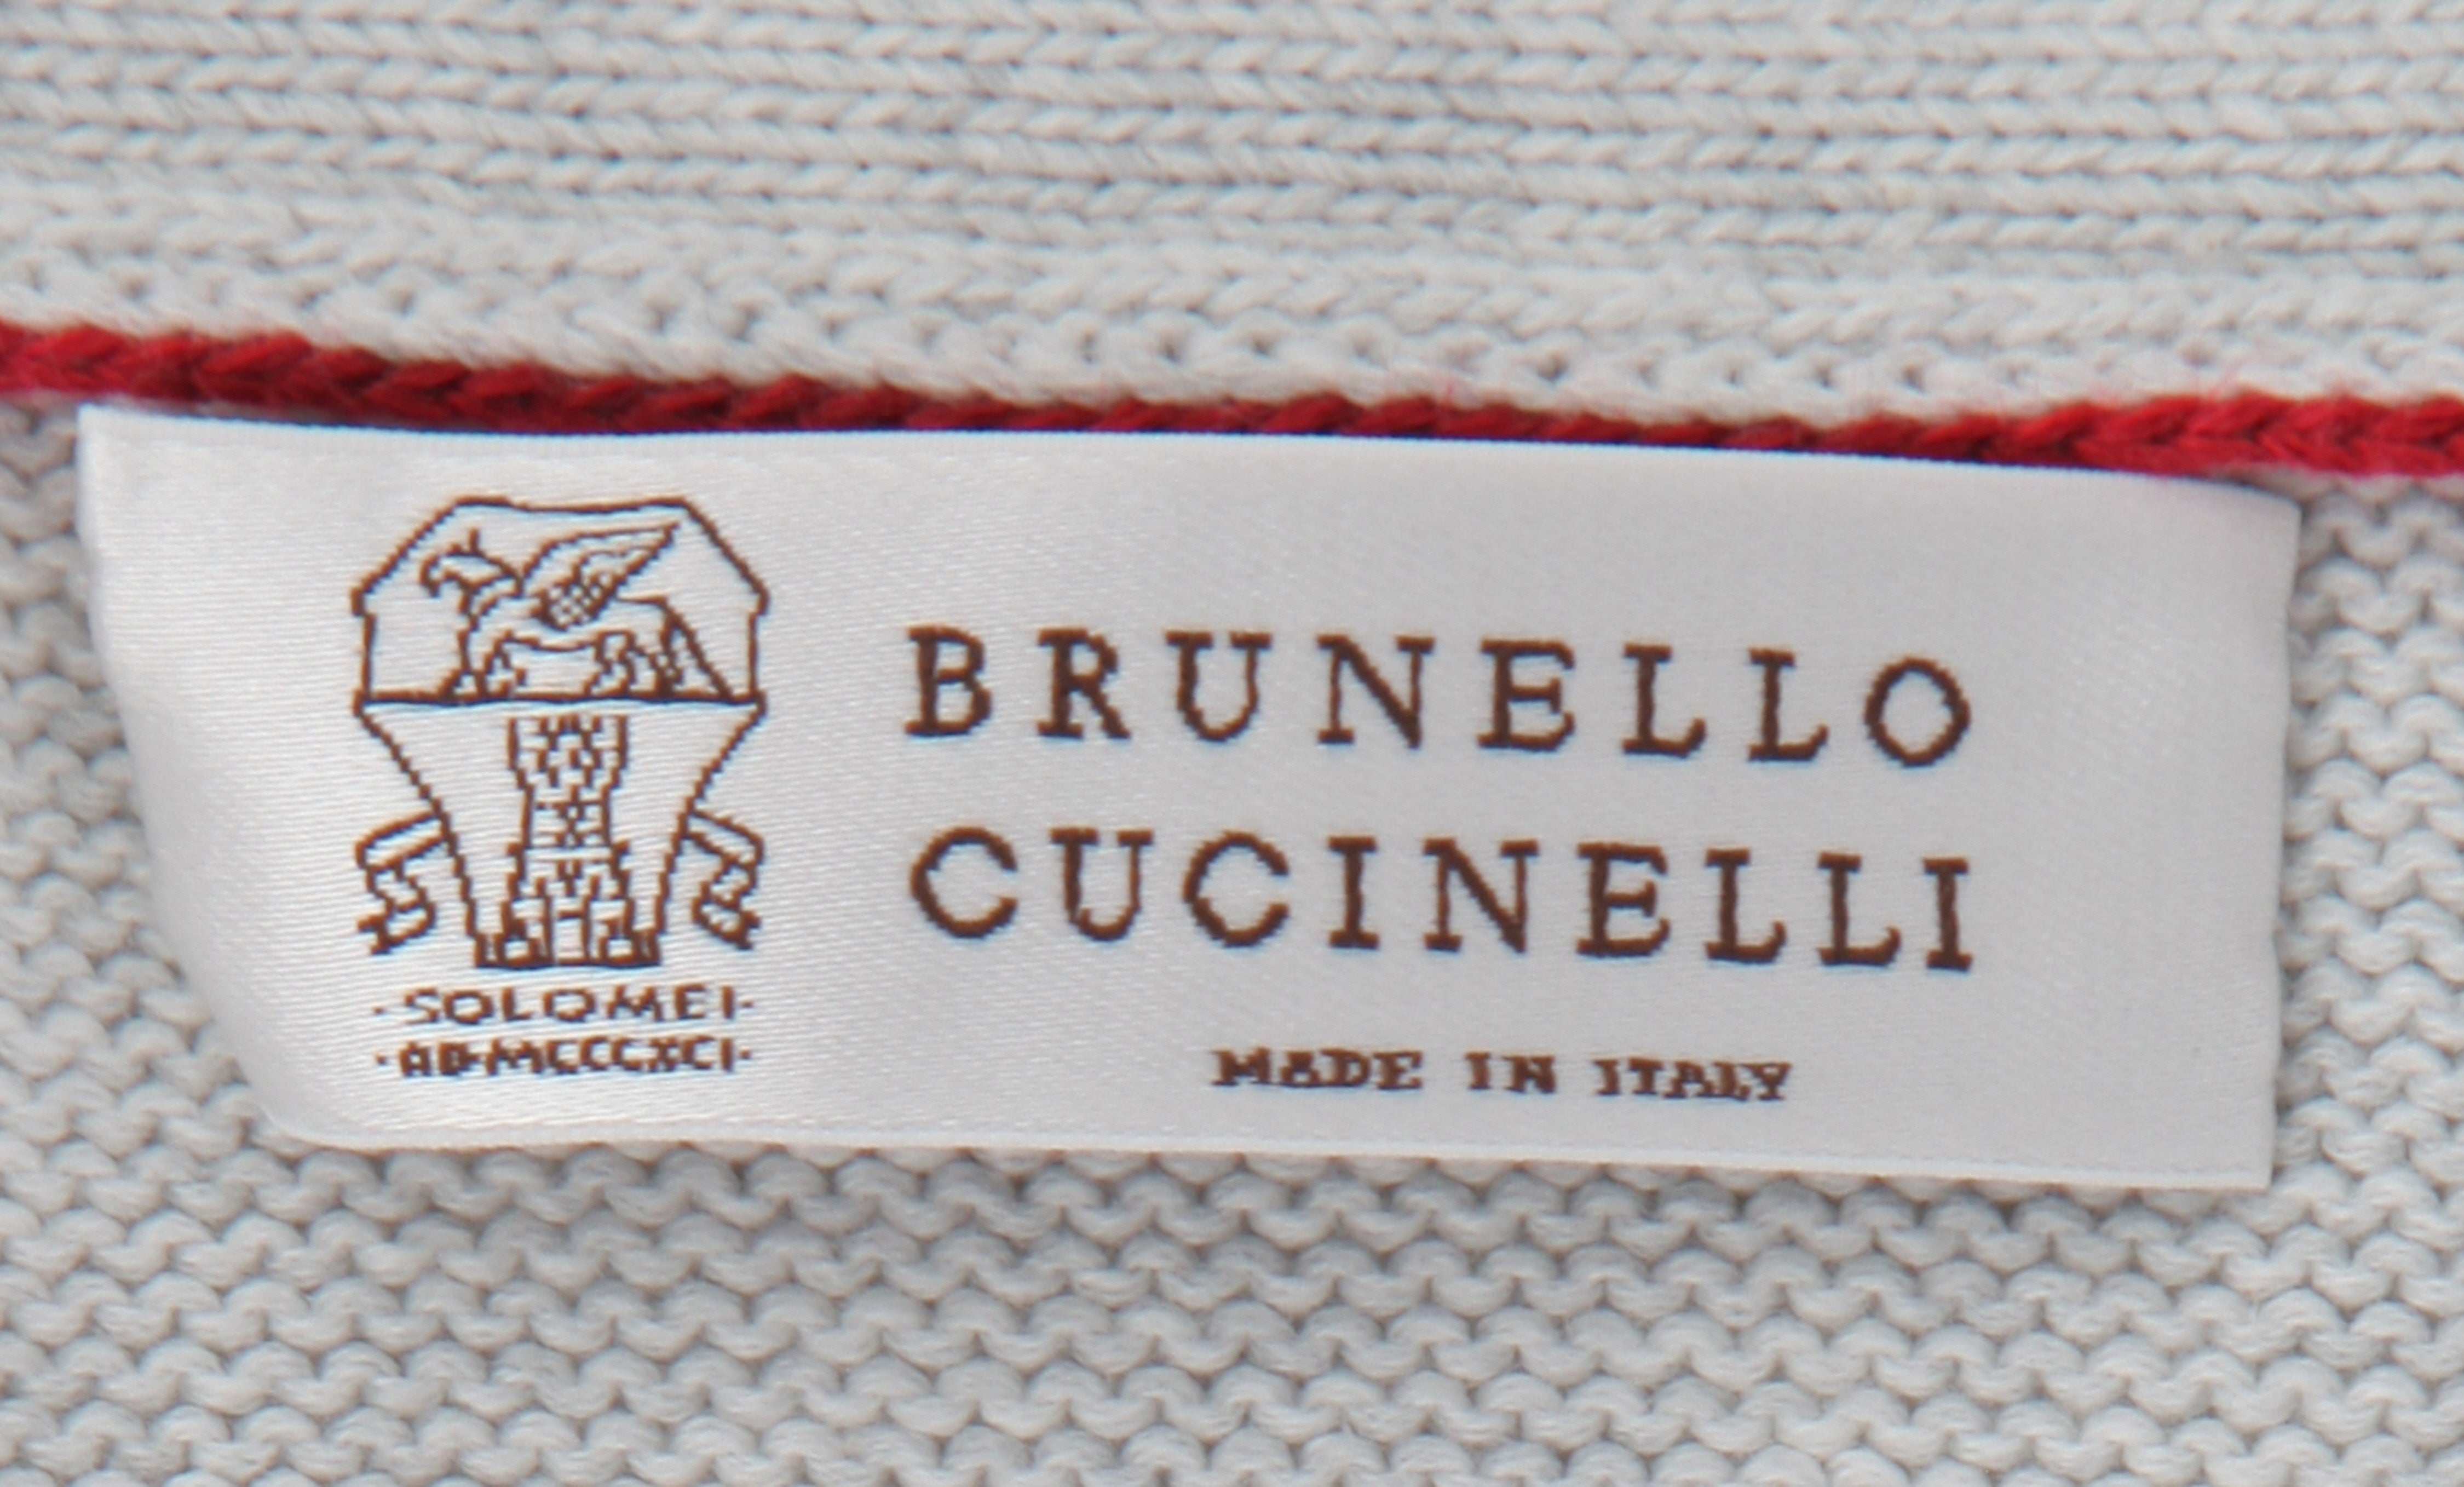 BRUNELLO
CUCINELLI
MADE IN ITALY
·SOLOMEI·
·AD·MCCCXCI·